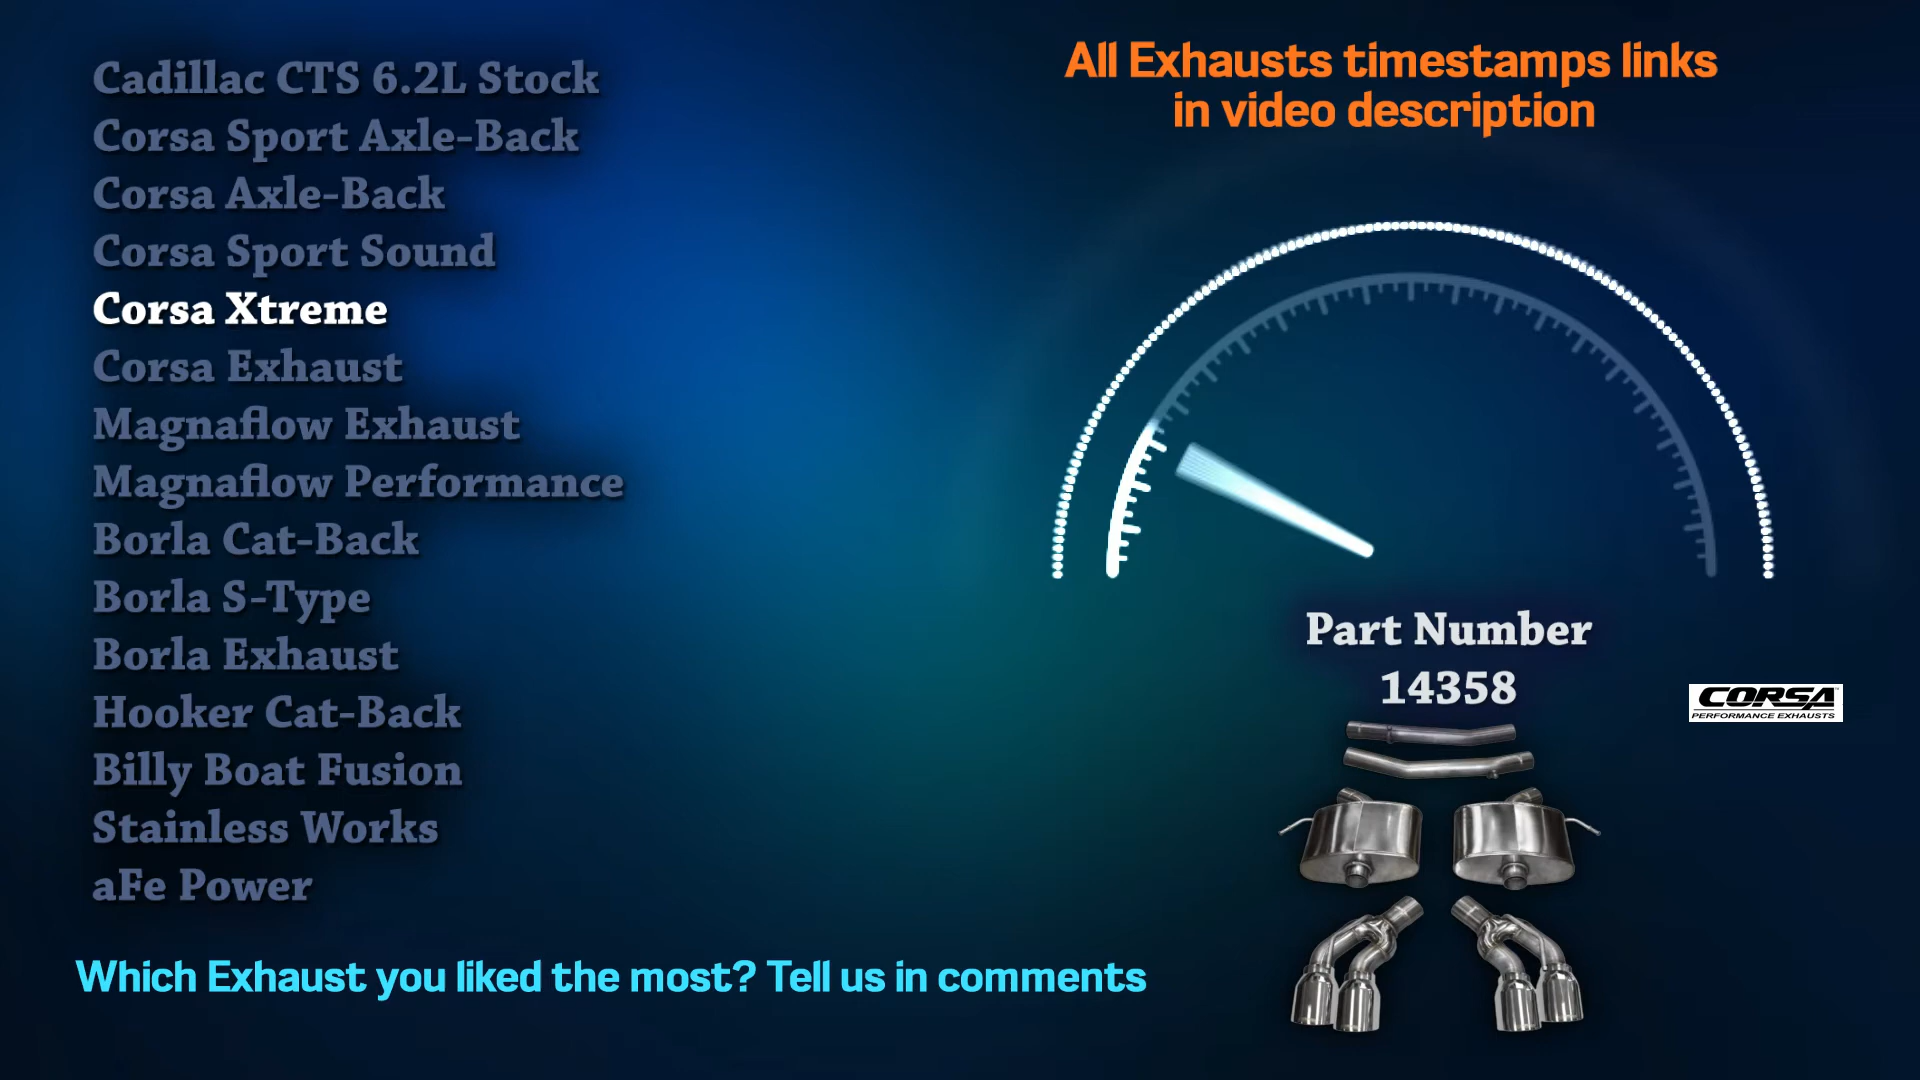 Cadillac CTS 6.2L Stock
Corsa Sport Axle-Back
Corsa Axle-Back
Corsa Sport Sound
Corsa Xtreme
Corsa Exhaust
Magnaflow Exhaust
Magnaflow Performance
Borla Cat-Back
Borla S-Type
Borla Exhaust
Hooker Cat-Back
Billy Boat Fusion
Stainless Works
aFe Power
Which Exhaust you liked the most? Tell us in comments
All Exhausts timestamps links
in video description
Part Number
14358
CORSA
PERFORMANCE EXHAUSTS